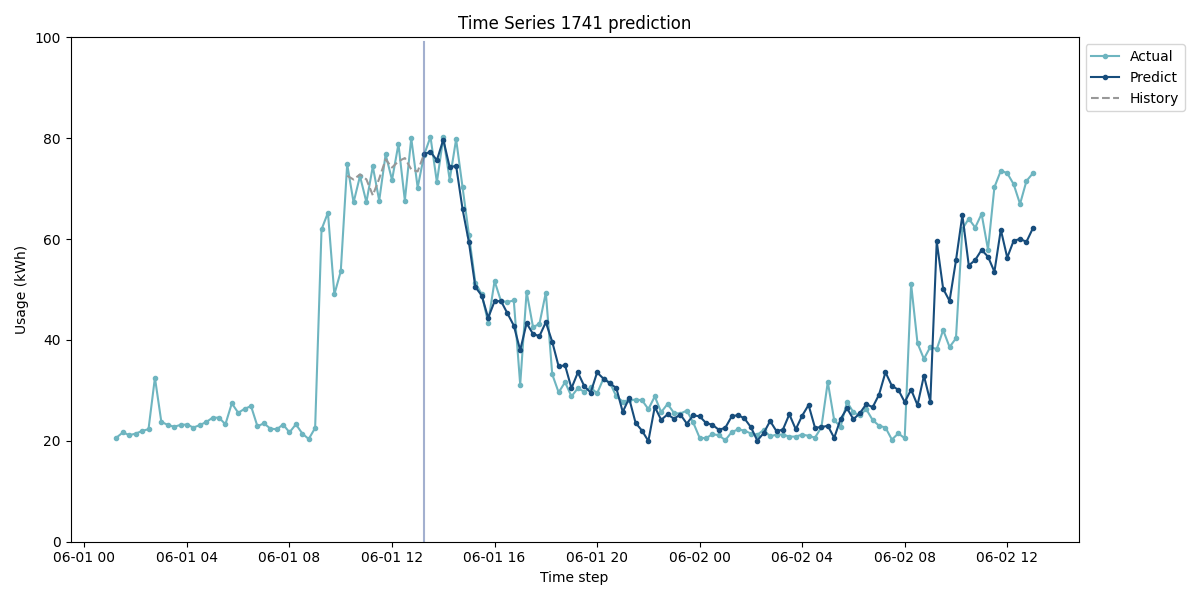 Time Series 1741 prediction
Usage (kWh)
100
80
60
40
20
0
06-01 00
06-01 04
06-01 08
06-01 12
06-01 16
06-01 20
06-02 00
06-02 04
06-02 08
06-02 12
Time step
Actual
Predict
History